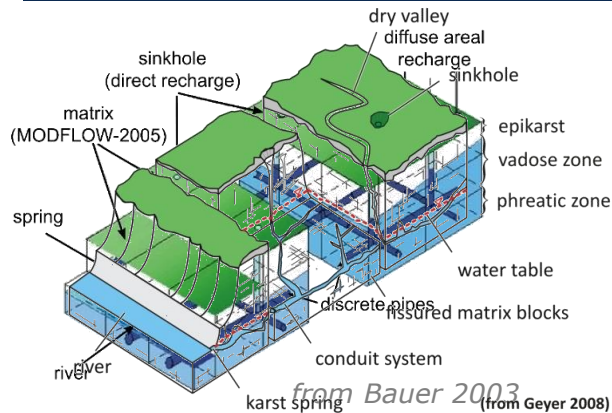 dry valley
diffuse areal
recharge
sinkhole
sinkhole
(direct recharge)
matrix
(MODFLOW-2005)
epikarst
vadose zone
phreatic zone
spring
water table
discrete pipes
fissured matrix blocks
river
river
conduit system
karst spring
from Bauer 2003
(from Geyer 2008)